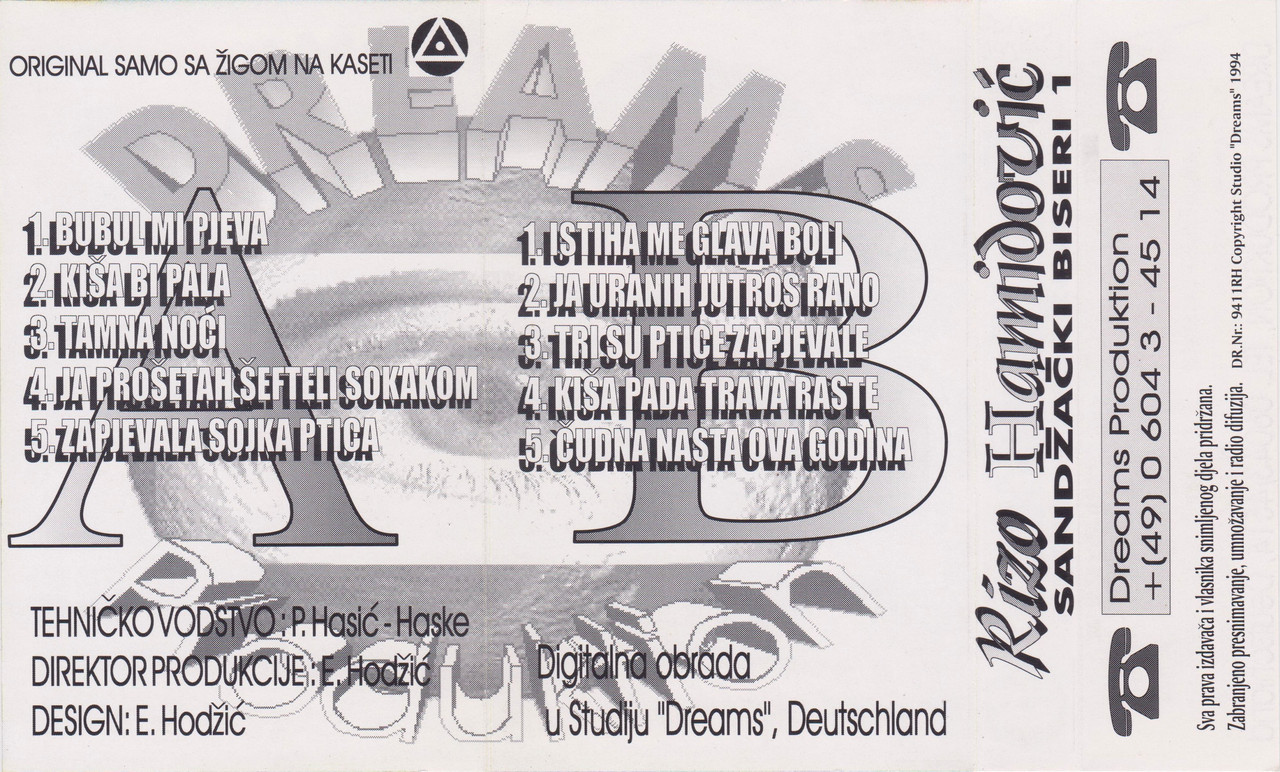 ORIGINAL SAMO SA ŽIGOM NA KASETI
DREAMS
A
1. BUBUL MI PJEVA
2. KIŠA BI PALA
3. TAMNA NOĆI
4. JA PROŠETAH ŠEFTELI SOKAKOM
5. ZAPJEVALA SOJKA PTICA
B
1. ISTIHA ME GLAVA BOLI
2. JA URANIH JUTROS RANO
3. TRI SU PTICE ZAPJEVALE
4. KIŠA PADA TRAVA RASTE
5. ČUDNA NASTA OVA GODINA
TEHNIČKO VODSTVO : P. Hasić - Haske
DIREKTOR PRODUKCIJE : E. Hodžić
DESIGN: E. Hodžić
Digitalna obrada
u Studiju "Dreams", Deutschland
Rizo Hamidović
SANDŽAČKI BISERI 1
Dreams Produktion
+(49) 0 604 3 - 45 14
Sva prava izdavača i vlasnika snimljenog djela pridržana.
Zabranjeno presnimavanje, umnožavanje i radio difuzija. DR.Nr.: 9411RH Copyright Studio "Dreams" 1994